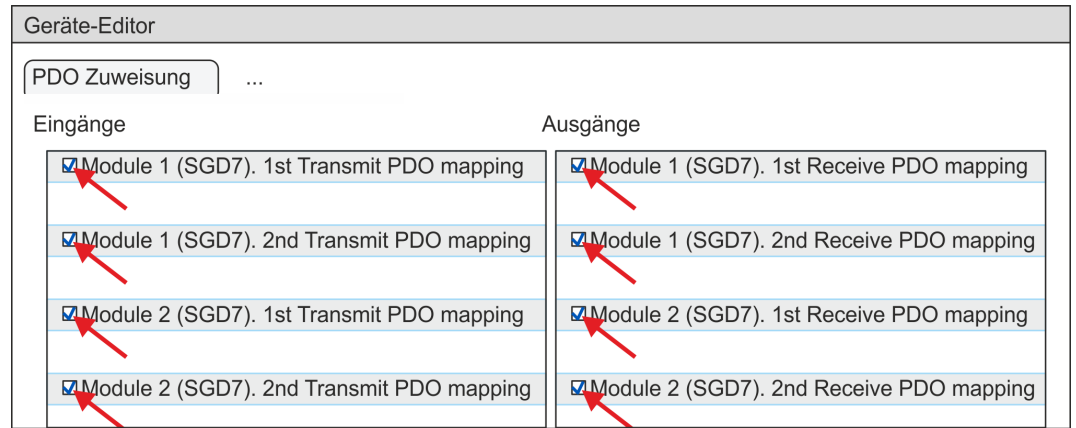 Geräte-Editor
PDO Zuweisung ...
Eingänge Ausgänge
Module 1 (SGD7). 1st Transmit PDO mapping Module 1 (SGD7). 1st Receive PDO mapping
Module 1 (SGD7). 2nd Transmit PDO mapping Module 1 (SGD7). 2nd Receive PDO mapping
Module 2 (SGD7). 1st Transmit PDO mapping Module 2 (SGD7). 1st Receive PDO mapping
Module 2 (SGD7). 2nd Transmit PDO mapping Module 2 (SGD7). 2nd Receive PDO mapping